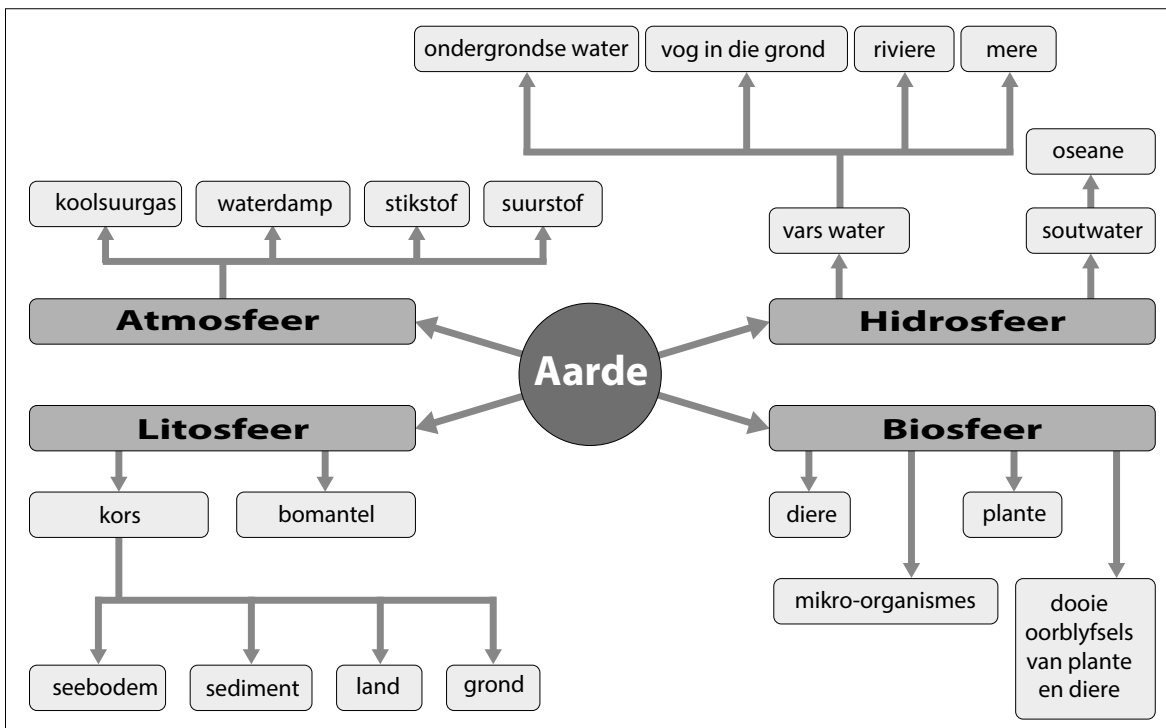 ondergrondse water
vog in die grond
riviere
mere
oseane
koolsuurgas
waterdamp
stikstof
suurstof
vars water
soutwater
Atmosfeer
Hidrosfeer
Aarde
Litosfeer
Biosfeer
kors
bomantel
diere
plante
mikro-organismes
dooie
oorblyfsels
van plante
en diere
seebodem
sediment
land
grond